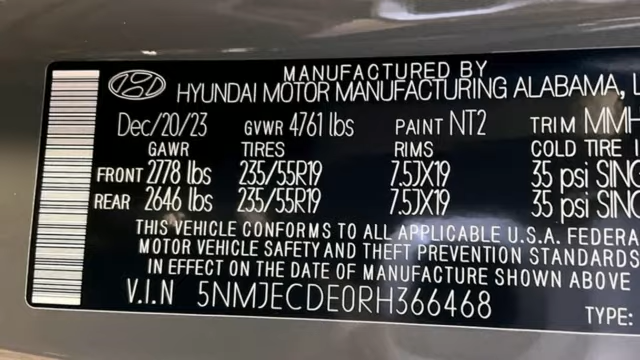 MANUFACTURED BY
HYUNDAI MOTOR MANUFACTURING ALABAMA, L
Dec/20/23 GVWR 4761 lbs PAINT NT2 TRIM MMH
GAWR TIRES RIMS COLD TIRE I
FRONT 2778 lbs 235/55R19 7.5JX19 35 psi SING
REAR 2646 lbs 235/55R19 7.5JX19 35 psi SING
THIS VEHICLE CONFORMS TO ALL APPLICABLE U.S.A. FEDERA
MOTOR VEHICLE SAFETY AND THEFT PREVENTION STANDARDS
IN EFFECT ON THE DATE OF MANUFACTURE SHOWN ABOVE
V.I.N 5NMJECDE0RH366468 TYPE: